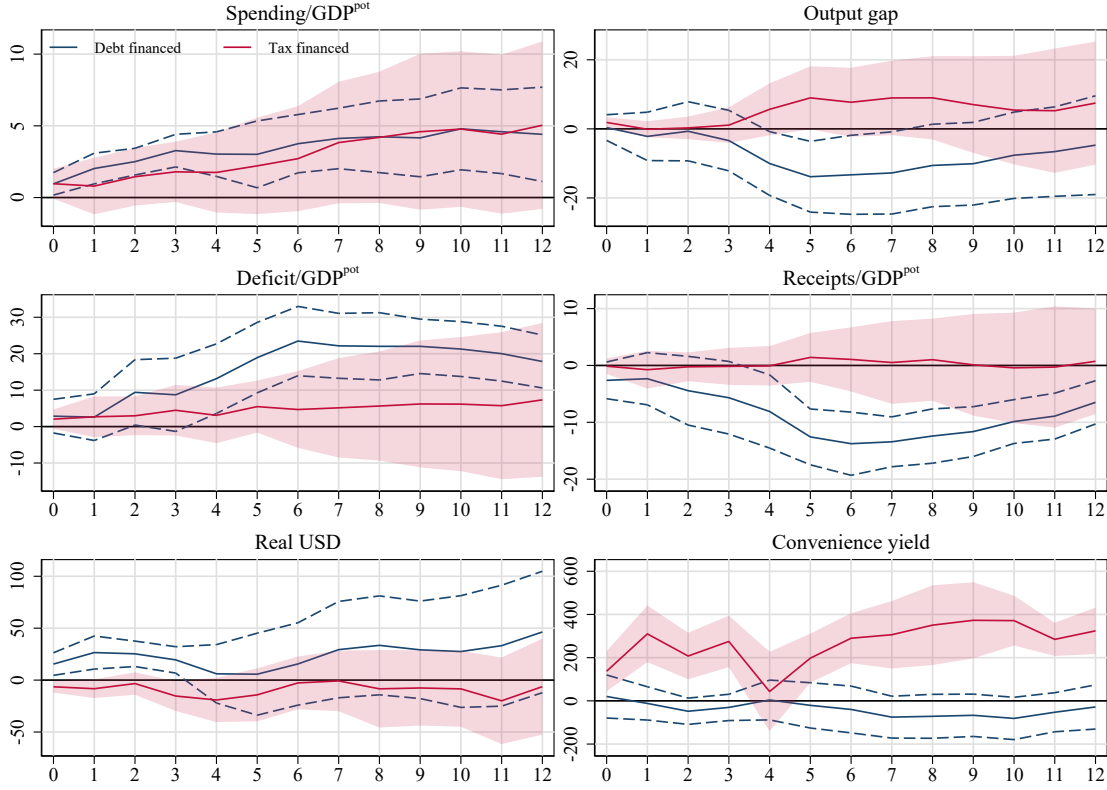 Spending/GDP^pot
Debt financed
Tax financed
10
5
0
0 1 2 3 4 5 6 7 8 9 10 11 12
Output gap
20
0
-20
0 1 2 3 4 5 6 7 8 9 10 11 12
Deficit/GDP^pot
30
20
10
0
-10
0 1 2 3 4 5 6 7 8 9 10 11 12
Receipts/GDP^pot
10
0
-10
-20
0 1 2 3 4 5 6 7 8 9 10 11 12
Real USD
100
50
0
-50
0 1 2 3 4 5 6 7 8 9 10 11 12
Convenience yield
600
400
200
0
-200
0 1 2 3 4 5 6 7 8 9 10 11 12